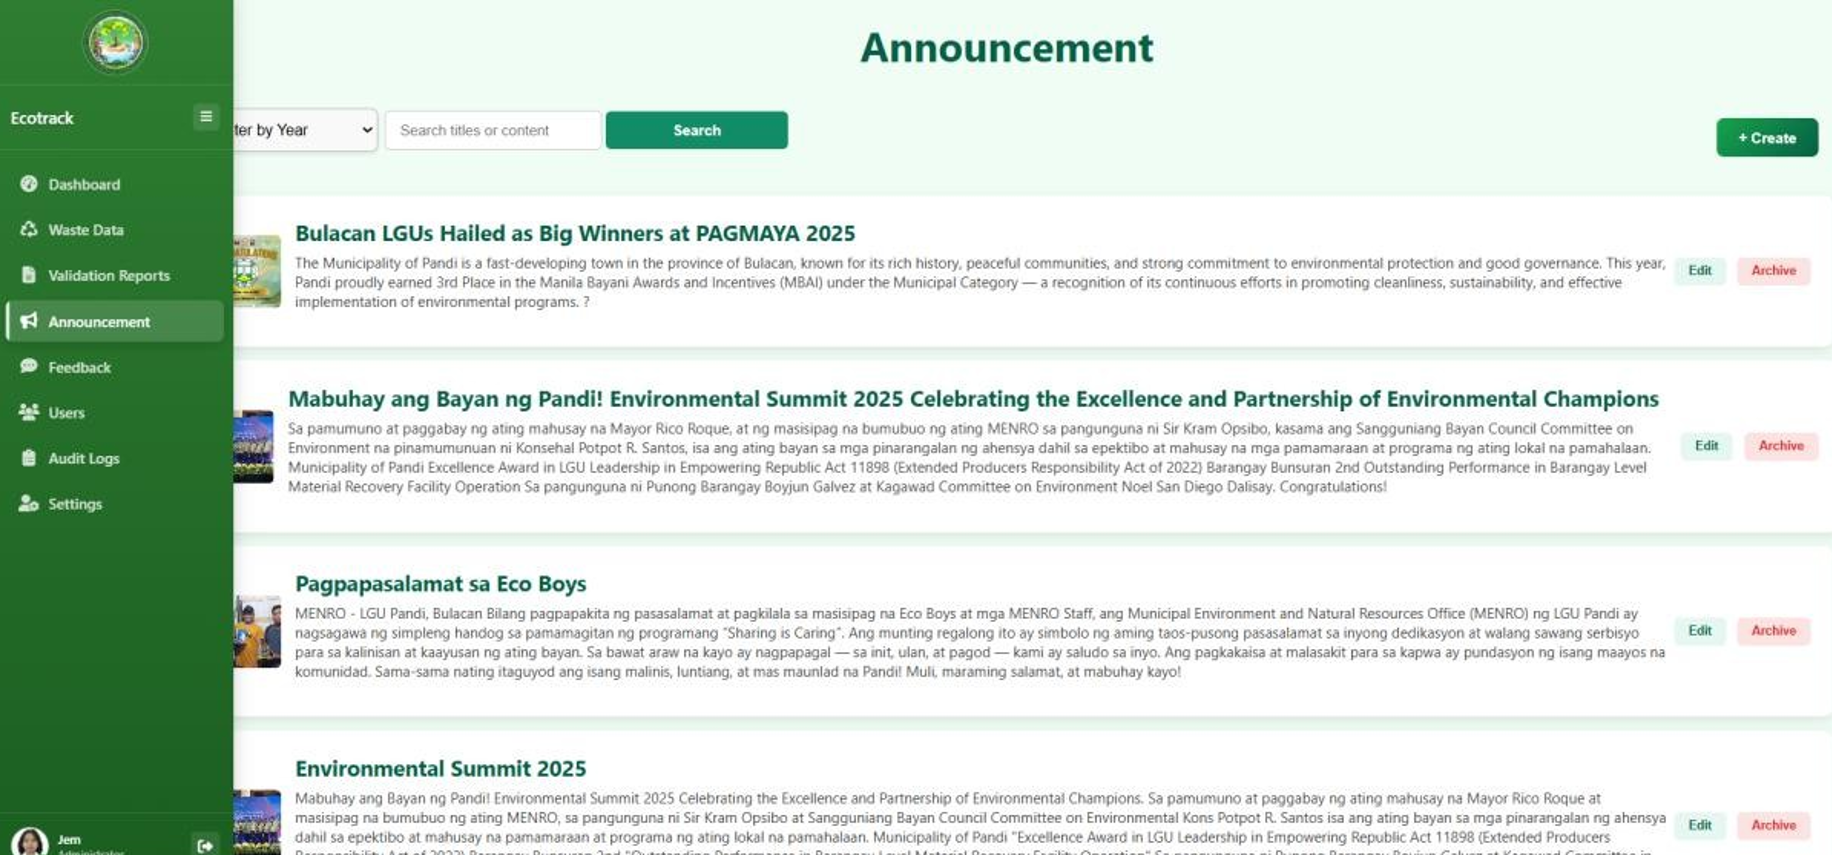 Announcement
Ecotrack
Dashboard
Waste Data
Validation Reports
Announcement
Feedback
Users
Audit Logs
Settings
Jem
Administrator
ter by Year
Search titles or content
Search
+ Create
Bulacan LGUs Hailed as Big Winners at PAGMAYA 2025
The Municipality of Pandi is a fast-developing town in the province of Bulacan, known for its rich history, peaceful communities, and strong commitment to environmental protection and good governance. This year,
Pandi proudly earned 3rd Place in the Manila Bayani Awards and Incentives (MBAI) under the Municipal Category — a recognition of its continuous efforts in promoting cleanliness, sustainability, and effective
implementation of environmental programs. ?
Edit
Archive
Mabuhay ang Bayan ng Pandi! Environmental Summit 2025 Celebrating the Excellence and Partnership of Environmental Champions
Sa pamumuno at paggabay ng ating mahusay na Mayor Rico Roque, at ng masisipag na bumubuo ng ating MENRO sa pangunguna ni Sir Kram Opsibo, kasama ang Sangguniang Bayan Council Committee on
Environment na pinamumunuan ni Konsehal Potpot R. Santos, isa ang ating bayan sa mga pinarangalan ng ahensya dahil sa epektibo at mahusay na mga pamamaraan at programa ng ating lokal na pamahalaan.
Municipality of Pandi Excellence Award in LGU Leadership in Empowering Republic Act 11898 (Extended Producers Responsibility Act of 2022) Barangay Bunsuran 2nd Outstanding Performance in Barangay Level
Material Recovery Facility Operation Sa pangunguna ni Punong Barangay Boyjun Galvez at Kagawad Committee on Environment Noel San Diego Dalisay. Congratulations!
Edit
Archive
Pagpapasalamat sa Eco Boys
MENRO - LGU Pandi, Bulacan Bilang pagpapakita ng pasasalamat at pagkilala sa masisipag na Eco Boys at mga MENRO Staff, ang Municipal Environment and Natural Resources Office (MENRO) ng LGU Pandi ay
nagsagawa ng simpleng handog sa pamamagitan ng programang "Sharing is Caring". Ang munting regalong ito ay simbolo ng aming taos-pusong pasasalamat sa inyong dedikasyon at walang sawang serbisyo
para sa kalinisan at kaayusan ng ating bayan. Sa bawat araw na kayo ay nagpapagal — sa init, ulan, at pagod — kami ay saludo sa inyo. Ang pagkakaisa at malasakit para sa kapwa ay pundasyon ng isang maayos na
komunidad. Sama-sama nating itaguyod ang isang malinis, luntiang, at mas maunlad na Pandi! Muli, maraming salamat, at mabuhay kayo!
Edit
Archive
Environmental Summit 2025
Mabuhay ang Bayan ng Pandi! Environmental Summit 2025 Celebrating the Excellence and Partnership of Environmental Champions. Sa pamumuno at paggabay ng ating mahusay na Mayor Rico Roque at
masisipag na bumubuo ng ating MENRO, sa pangunguna ni Sir Kram Opsibo at Sangguniang Bayan Council Committee on Environmental Kons Potpot R. Santos isa ang ating bayan sa mga pinarangalan ng ahensya
dahil sa epektibo at mahusay na pamamaraan at programa ng ating lokal na pamahalaan. Municipality of Pandi "Excellence Award in LGU Leadership in Empowering Republic Act 11898 (Extended Producers
Edit
Archive